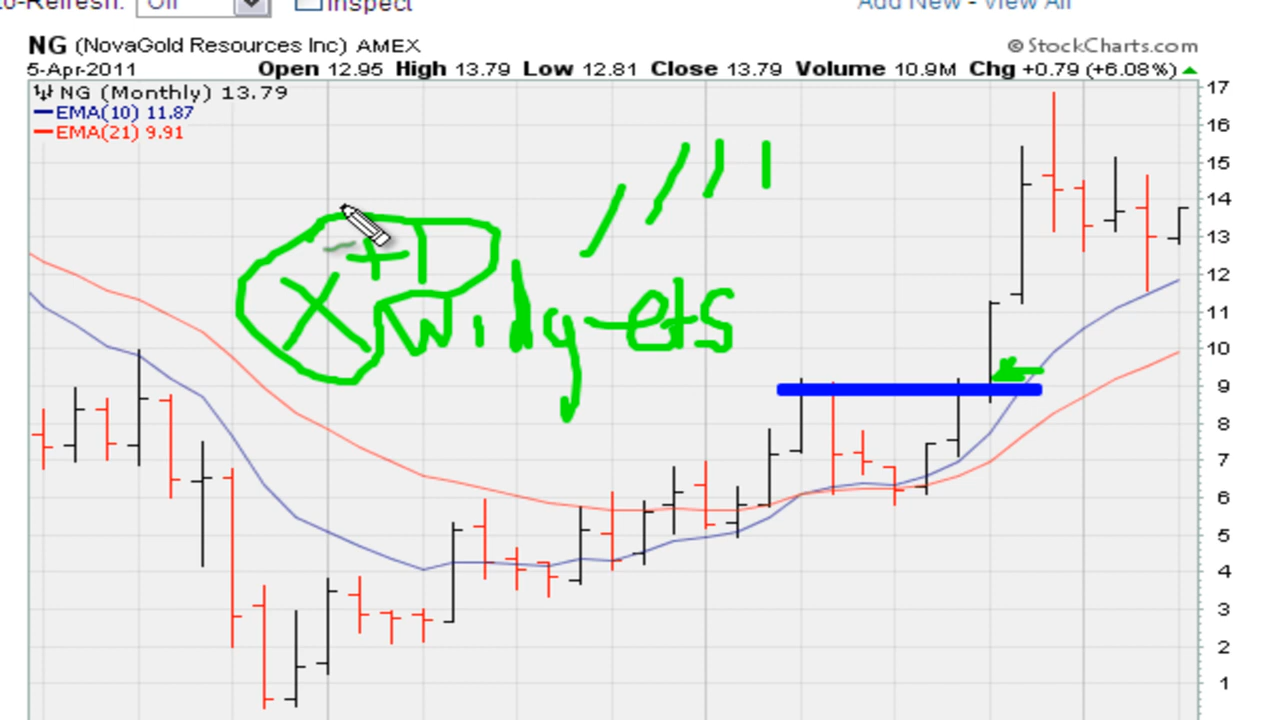 o-Refresh: Off Inspect Add New - View All
NG (NovaGold Resources Inc) AMEX © StockCharts.com
5-Apr-2011 Open 12.95 High 13.79 Low 12.81 Close 13.79 Volume 10.9M Chg +0.79 (+6.08%)
NG (Monthly) 13.79
EMA(10) 11.87
EMA(21) 9.91
17
16
15
14
13
12
11
10
9
8
7
6
5
4
3
2
1
X widgets